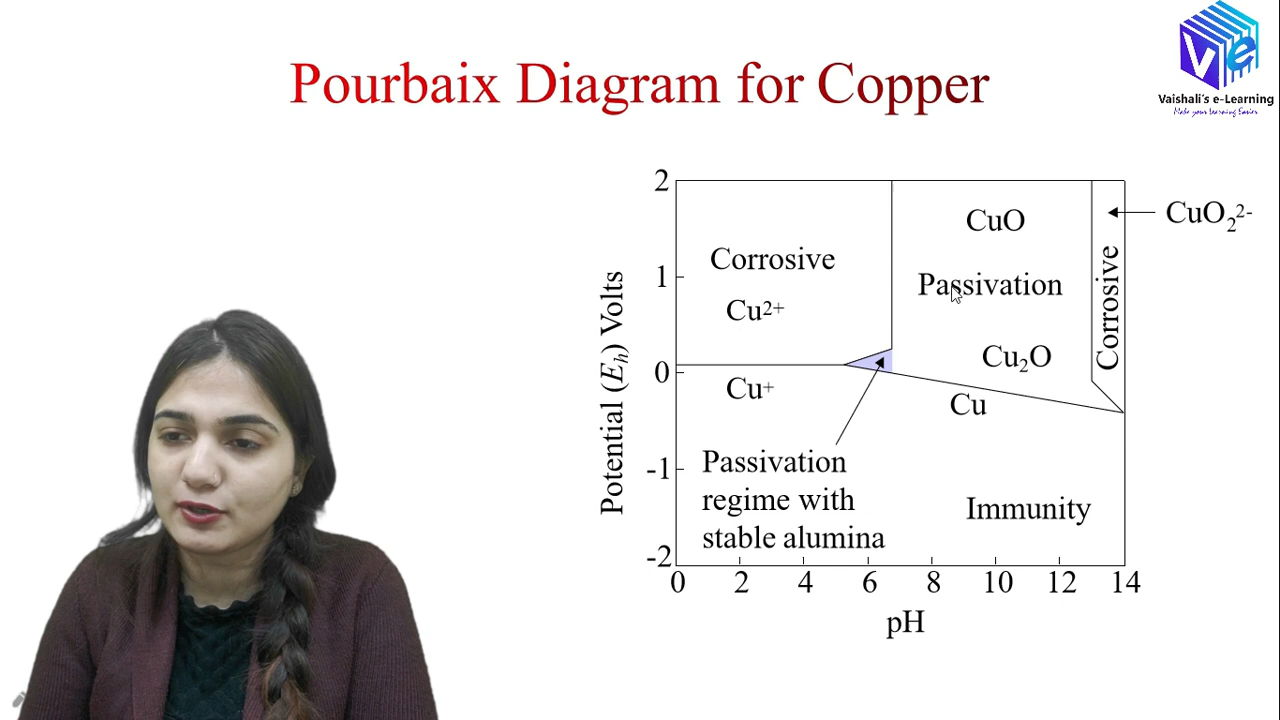 Pourbaix Diagram for Copper
Ve
Vaishali's e-Learning
Make your Learning Easier
2
1
0
-1
-2
Potential (Eₕ) Volts
Corrosive
Cu²⁺
Cu⁺
CuO
Passivation
Cu₂O
Cu
Corrosive
CuO₂²⁻
Passivation
regime with
stable alumina
Immunity
0 2 4 6 8 10 12 14
pH